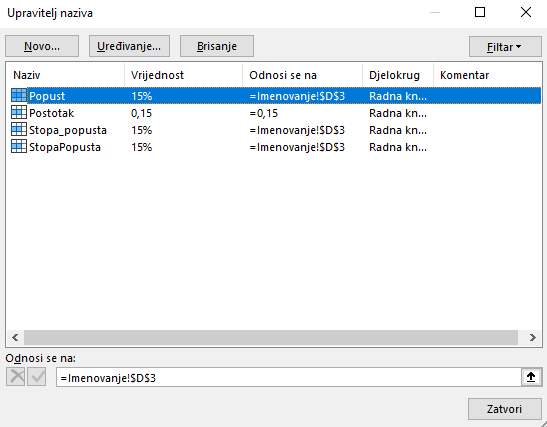 Upravitelj naziva
Novo... Uređivanje... Brisanje Filtar
Naziv Vrijednost Odnosi se na Djelokrug Komentar
Popust 15% =Imenovanje!$D$3 Radna kn...
Postotak 0,15 =0,15 Radna kn...
Stopa_popusta 15% =Imenovanje!$D$3 Radna kn...
StopaPopusta 15% =Imenovanje!$D$3 Radna kn...
Odnosi se na:
=Imenovanje!$D$3
Zatvori